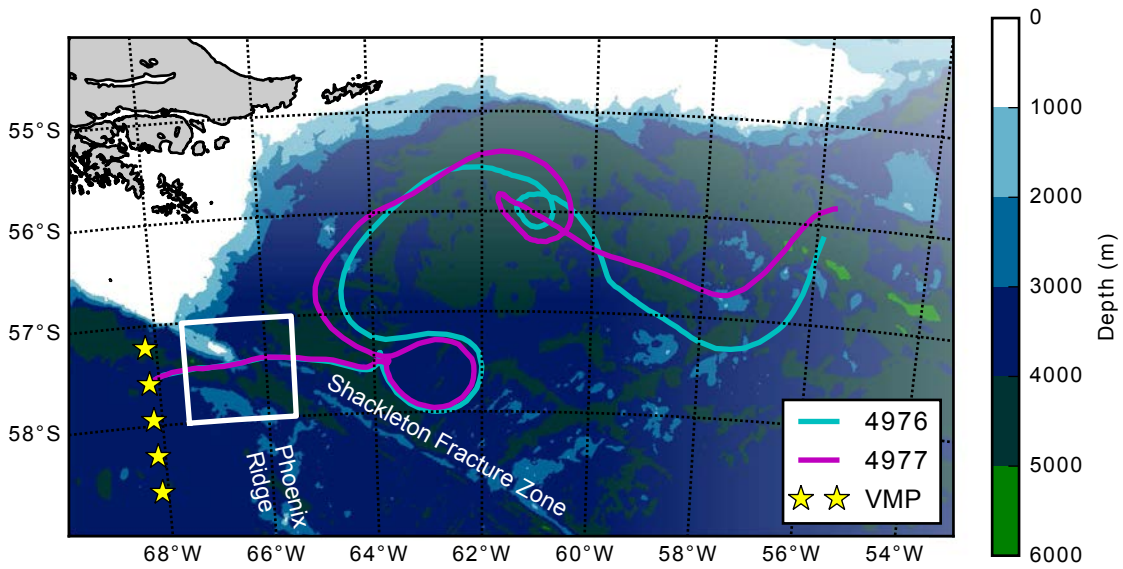 55°S
56°S
57°S
58°S
68°W
66°W
64°W
62°W
60°W
58°W
56°W
54°W
Phoenix
Ridge
Shackleton Fracture Zone
4976
4977
VMP
0
1000
2000
3000
4000
5000
6000
Depth (m)